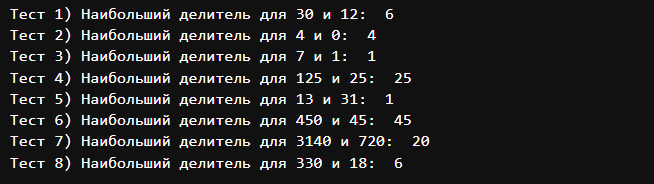 Тест 1) Наибольший делитель для 30 и 12:  6
Тест 2) Наибольший делитель для 4 и 0:  4
Тест 3) Наибольший делитель для 7 и 1:  1
Тест 4) Наибольший делитель для 125 и 25:  25
Тест 5) Наибольший делитель для 13 и 31:  1
Тест 6) Наибольший делитель для 450 и 45:  45
Тест 7) Наибольший делитель для 3140 и 720:  20
Тест 8) Наибольший делитель для 330 и 18:  6